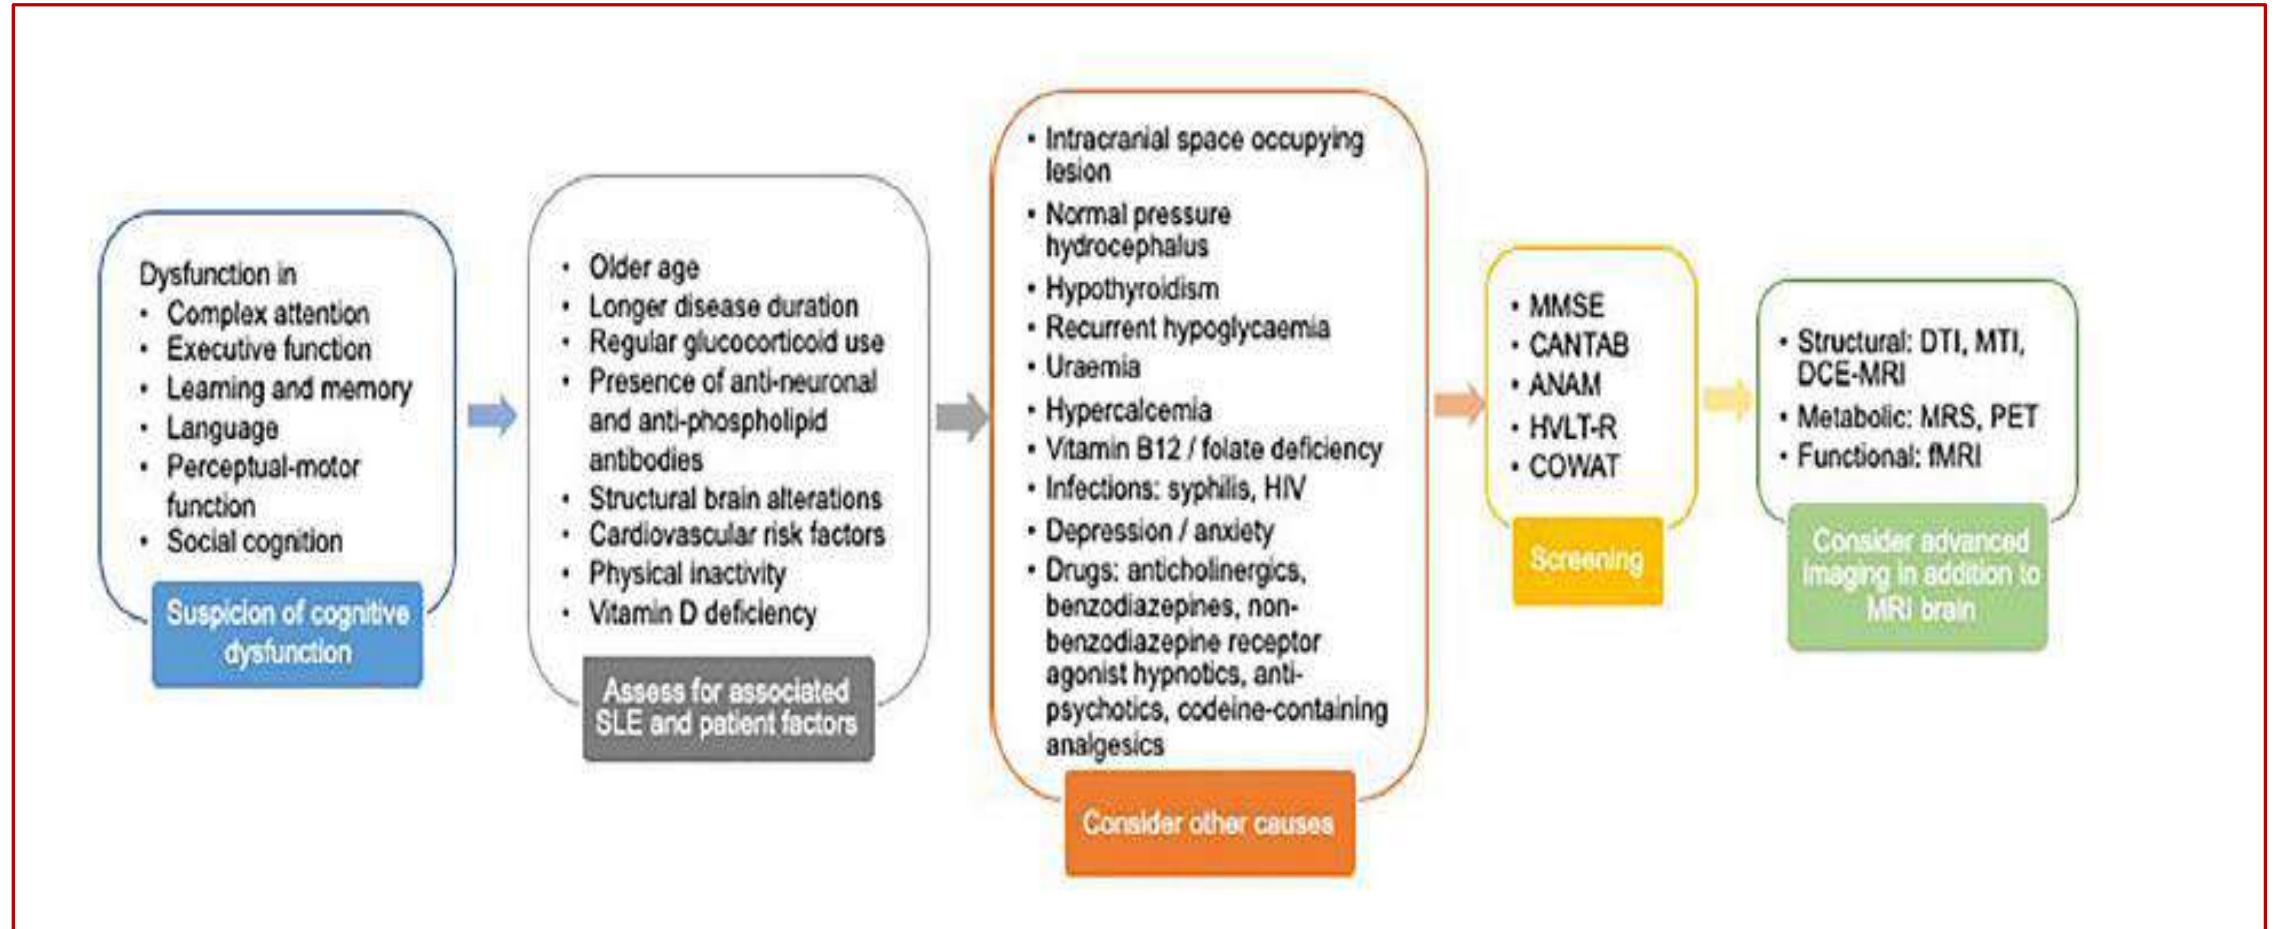 Dysfunction in
• Complex attention
• Executive function
• Learning and memory
• Language
• Perceptual-motor
function
• Social cognition
Suspicion of cognitive
dysfunction
• Older age
• Longer disease duration
• Regular glucocorticoid use
• Presence of anti-neuronal
and anti-phospholipid
antibodies
• Structural brain alterations
• Cardiovascular risk factors
• Physical inactivity
• Vitamin D deficiency
Assess for associated
SLE and patient factors
• Intracranial space occupying
lesion
• Normal pressure
hydrocephalus
• Hypothyroidism
• Recurrent hypoglycaemia
• Uraemia
• Hypercalcemia
• Vitamin B12 / folate deficiency
• Infections: syphilis, HIV
• Depression / anxiety
• Drugs: anticholinergics,
benzodiazepines, non-
benzodiazepine receptor
agonist hypnotics, anti-
psychotics, codeine-containing
analgesics
Consider other causes
• MMSE
• CANTAB
• ANAM
• HVLT-R
• COWAT
Screening
• Structural: DTI, MTI,
DCE-MRI
• Metabolic: MRS, PET
• Functional: fMRI
Consider advanced
imaging in addition to
MRI brain